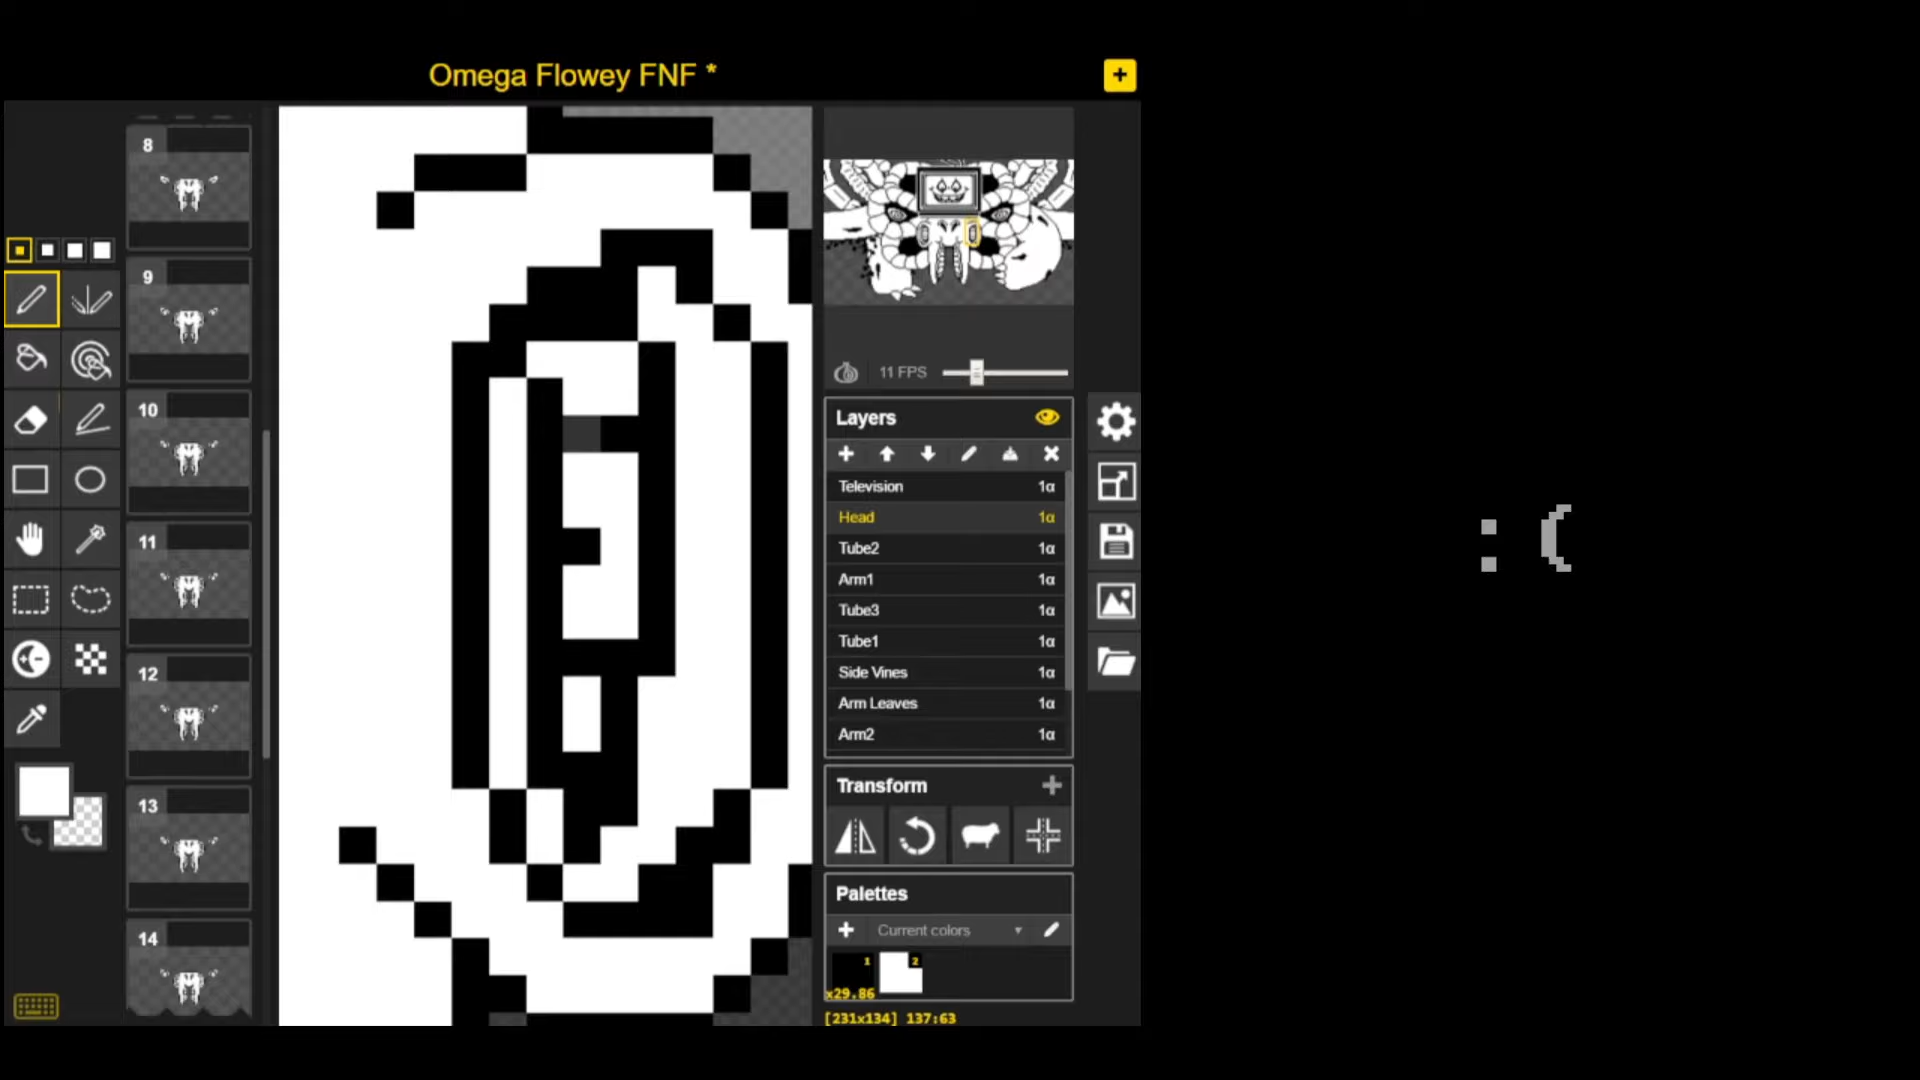 Omega Flowey FNF *
8
9
10
11
12
13
14
11 FPS
Layers
Television 1α
Head 1α
Tube2 1α
Arm1 1α
Tube3 1α
Tube1 1α
Side Vines 1α
Arm Leaves 1α
Arm2 1α
Transform
Palettes
Current colors
1 2
x29.86
[231x134] 137:63
: (